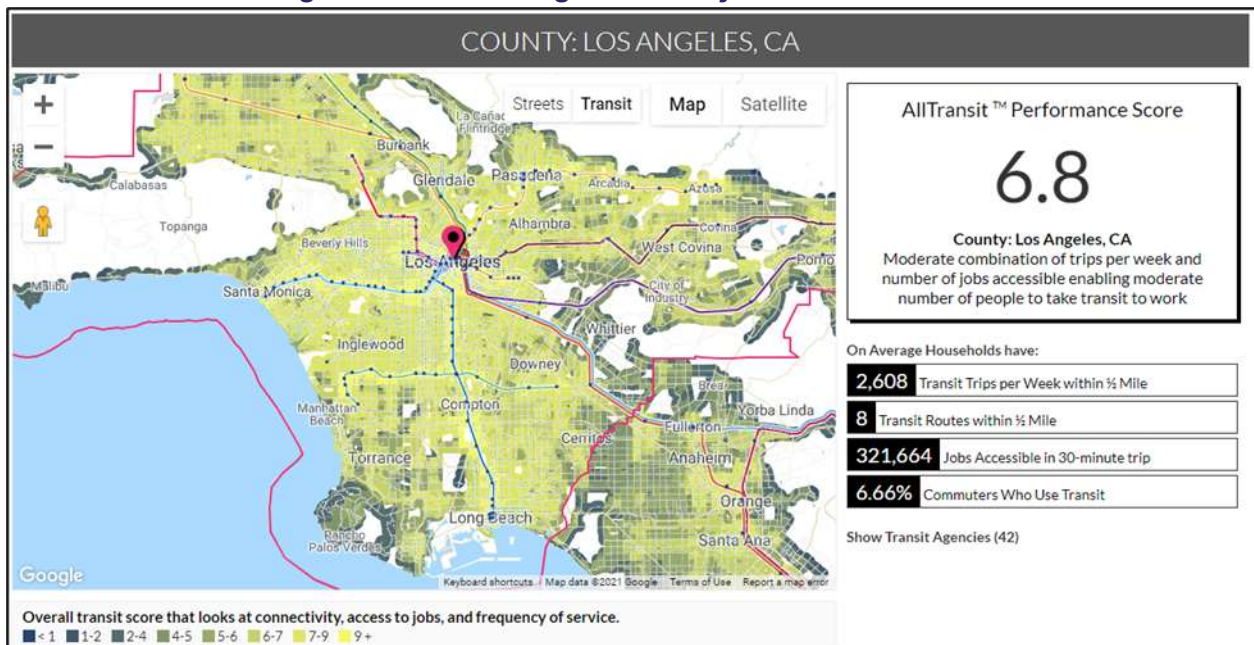 COUNTY: LOS ANGELES, CA
Streets Transit Map Satellite
La Cañada
Flintridge
Burbank
Calabasas
Glendale Pasadena
Arcadia Azusa
Topanga
Alhambra
Covina
Beverly Hills
West Covina
Los Angeles
Malibu
Santa Monica
City of
Industry
Whittier
Inglewood
Downey
Brea
Manhattan
Beach
Compton
Yorba Linda
Cerritos
Fullerton
Torrance
Anaheim
Orange
Long Beach
Rancho
Palos Verdes
Santa Ana
Google
Keyboard shortcuts Map data ©2021 Google Terms of Use Report a map error
Overall transit score that looks at connectivity, access to jobs, and frequency of service.
< 1 1-2 2-4 4-5 5-6 6-7 7-9 9 +
AllTransit ™ Performance Score
6.8
County: Los Angeles, CA
Moderate combination of trips per week and
number of jobs accessible enabling moderate
number of people to take transit to work
On Average Households have:
2,608 Transit Trips per Week within ½ Mile
8 Transit Routes within ½ Mile
321,664 Jobs Accessible in 30-minute trip
6.66% Commuters Who Use Transit
Show Transit Agencies (42)